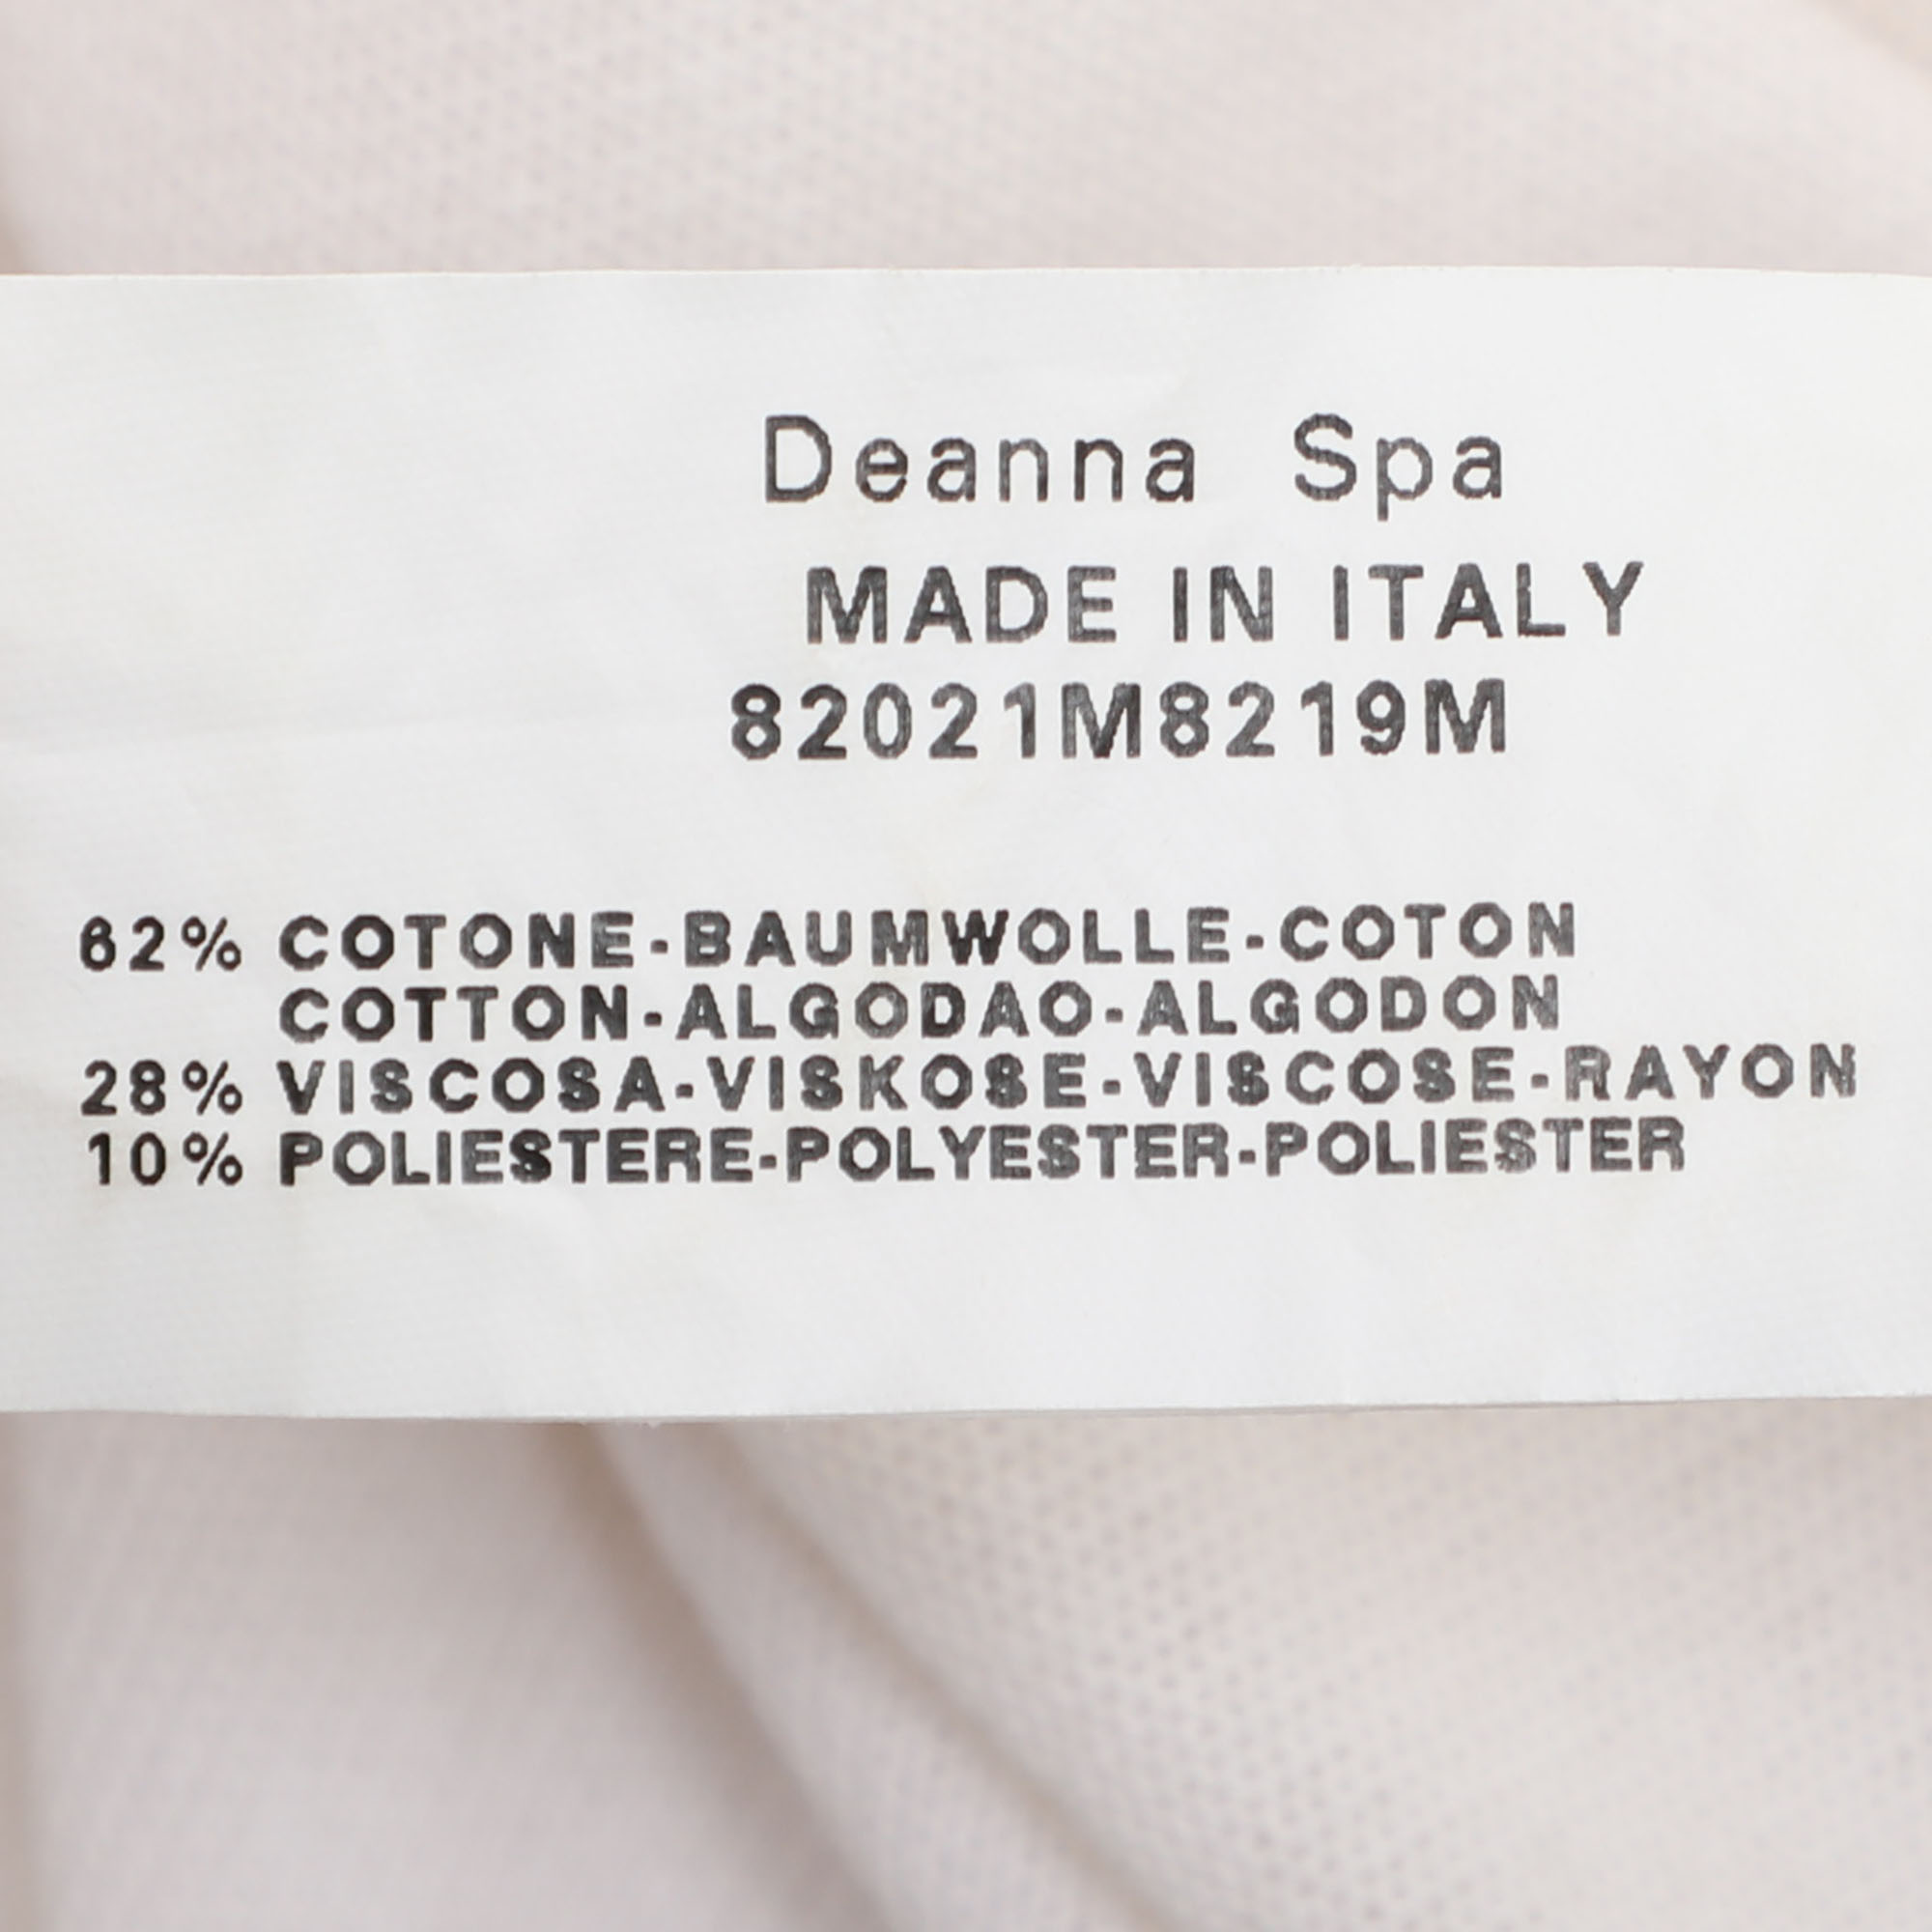 Deanna Spa
MADE IN ITALY
82021M8219M
62% COTONE-BAUMWOLLE-COTON
COTTON-ALGODAO-ALGODON
28% VISCOSA-VISKOSE-VISCOSE-RAYON
10% POLIESTERE-POLYESTER-POLIESTER